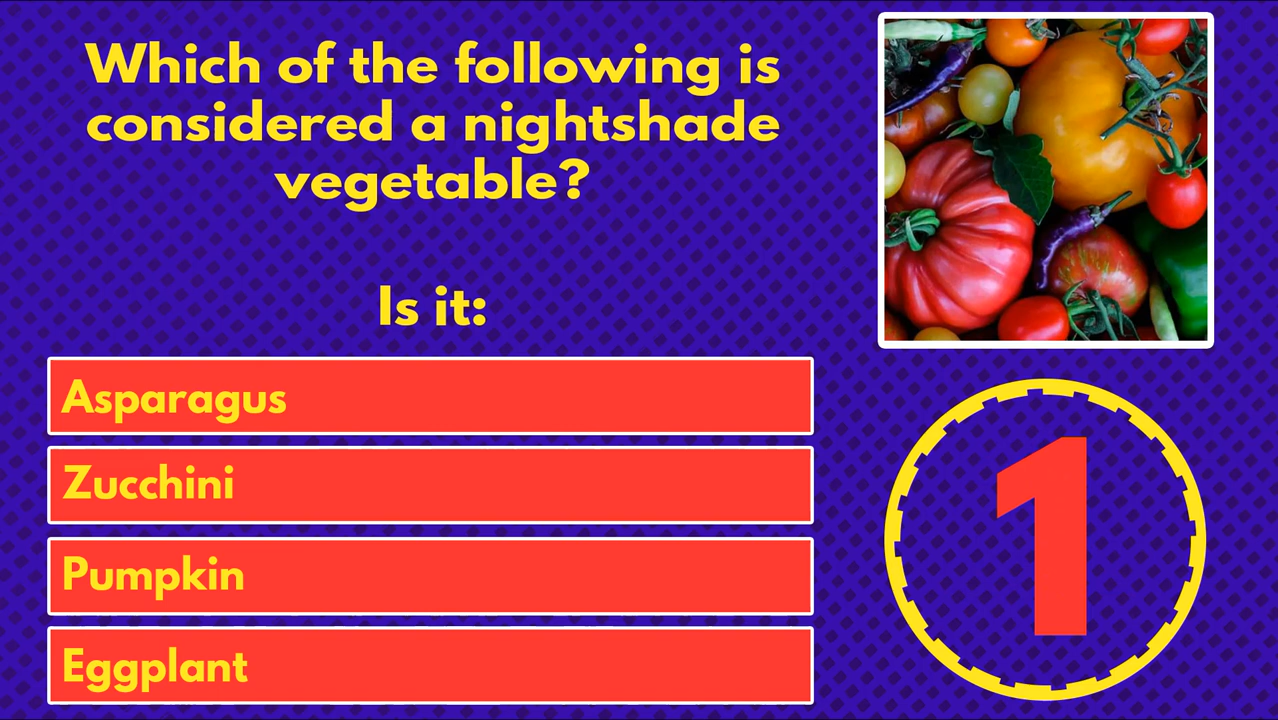 Which of the following is
considered a nightshade
vegetable?
Is it:
Asparagus
Zucchini
Pumpkin
Eggplant
1